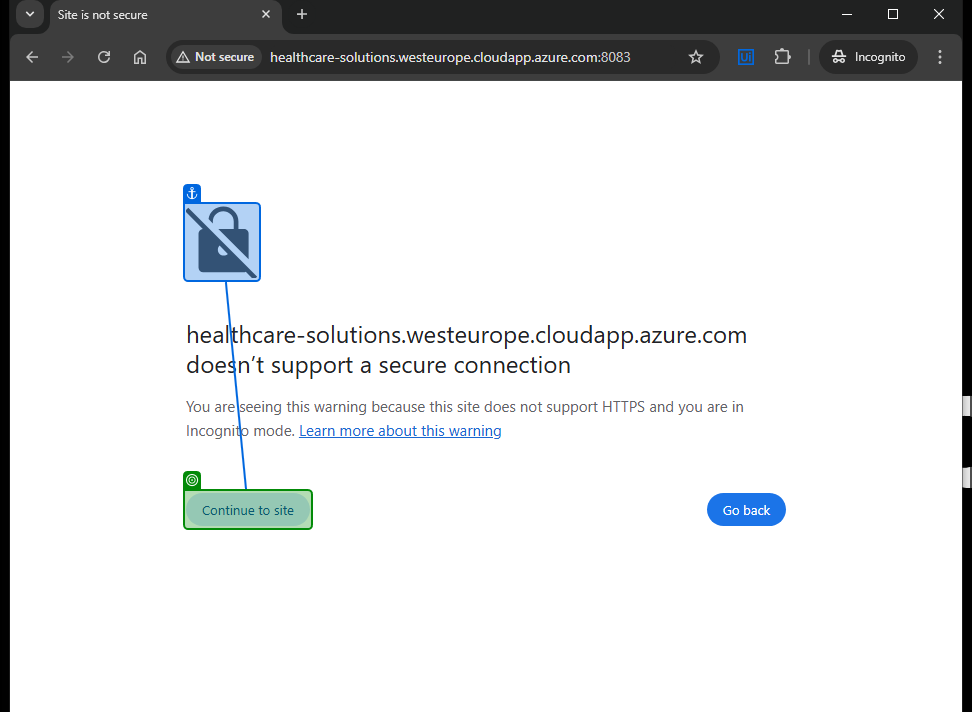 Site is not secure
Not secure
healthcare-solutions.westeurope.cloudapp.azure.com:8083
Ui
Incognito
healthcare-solutions.westeurope.cloudapp.azure.com
doesn’t support a secure connection
You are seeing this warning because this site does not support HTTPS and you are in
Incognito mode. Learn more about this warning
Continue to site
Go back